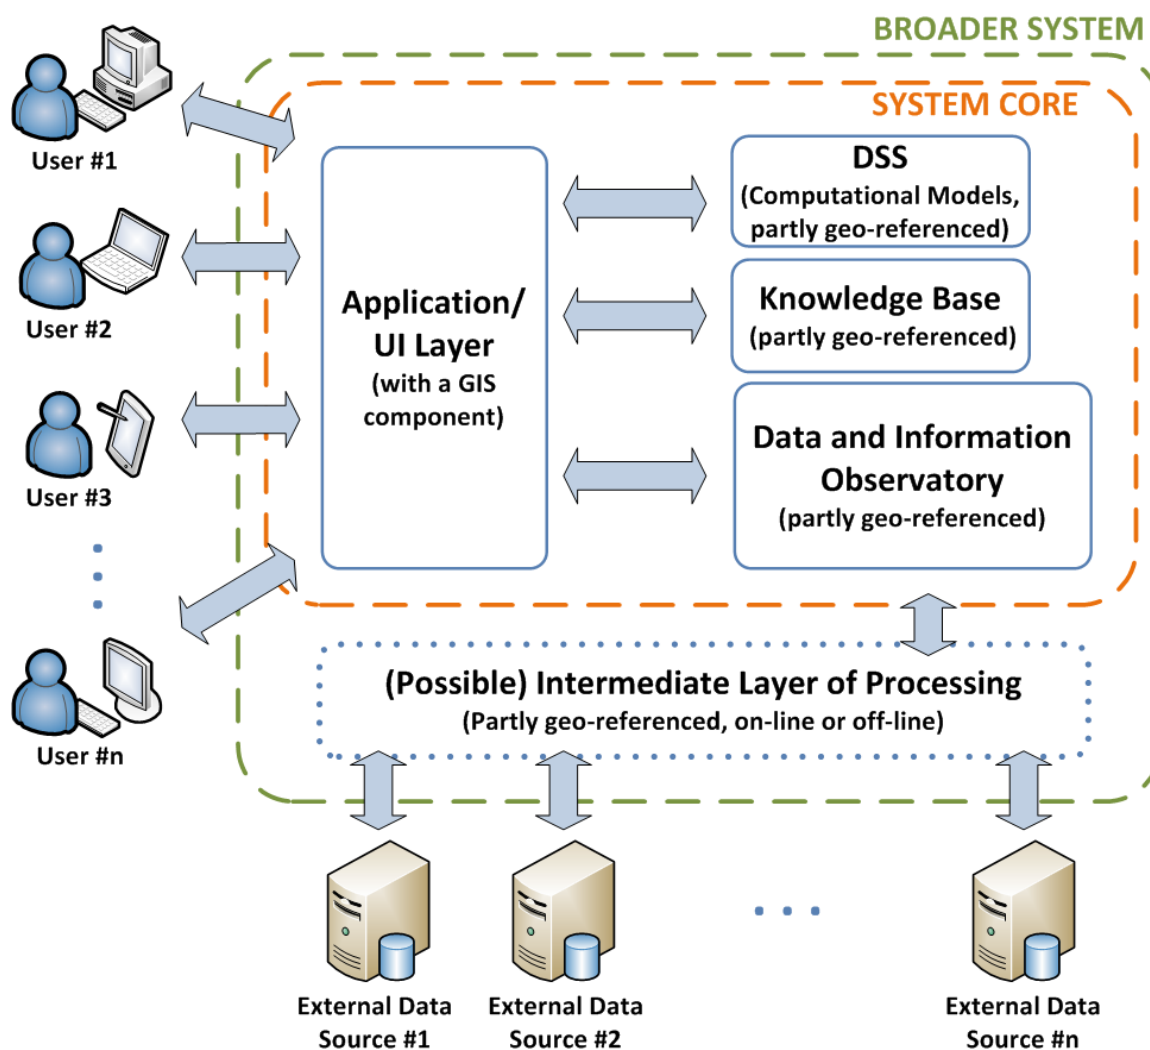 BROADER SYSTEM
SYSTEM CORE
User #1
User #2
User #3
User #n
Application/
UI Layer
(with a GIS
component)
DSS
(Computational Models,
partly geo-referenced)
Knowledge Base
(partly geo-referenced)
Data and Information
Observatory
(partly geo-referenced)
(Possible) Intermediate Layer of Processing
(Partly geo-referenced, on-line or off-line)
External Data
Source #1
External Data
Source #2
External Data
Source #n